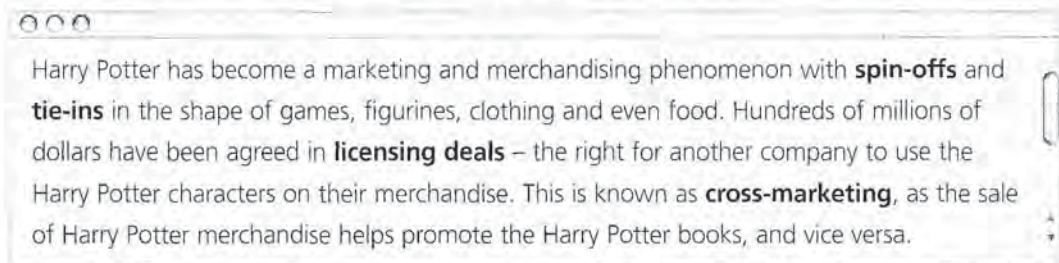 Harry Potter has become a marketing and merchandising phenomenon with spin-offs and
tie-ins in the shape of games, figurines, clothing and even food. Hundreds of millions of
dollars have been agreed in licensing deals – the right for another company to use the
Harry Potter characters on their merchandise. This is known as cross-marketing, as the sale
of Harry Potter merchandise helps promote the Harry Potter books, and vice versa.